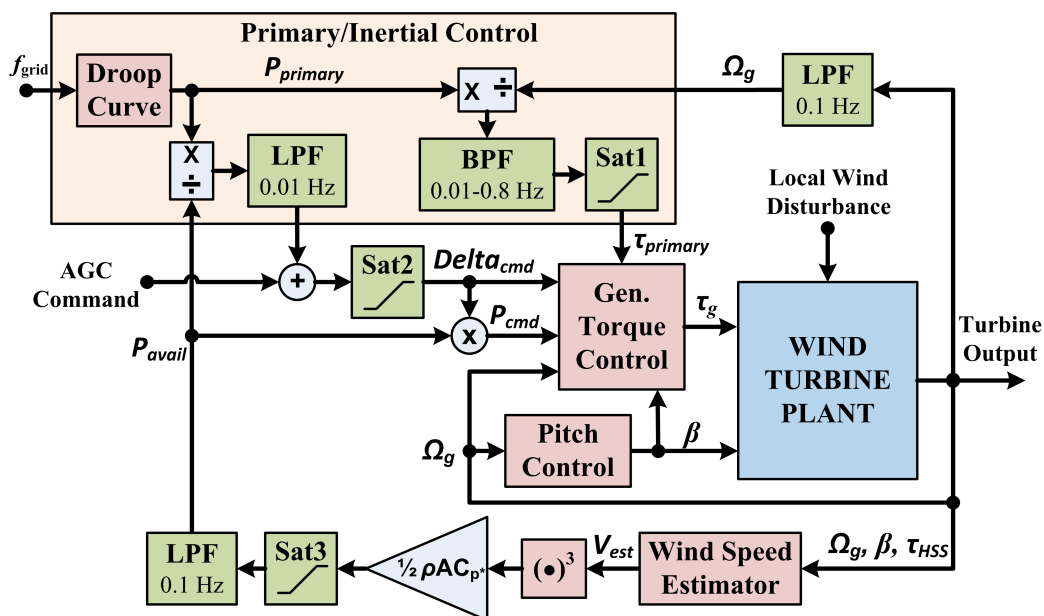 Primary/Inertial Control
f_grid
Droop
Curve
P_primary
X ÷
Ω_g
LPF
0.1 Hz
X
÷
LPF
0.01 Hz
BPF
0.01-0.8 Hz
Sat1
Local Wind
Disturbance
τ_primary
AGC
Command
+
Sat2
Delta_cmd
Gen.
Torque
Control
τ_g
P_avail
x
P_cmd
WIND
TURBINE
PLANT
Turbine
Output
Ω_g
Pitch
Control
β
LPF
0.1 Hz
Sat3
½ ρAC_p*
(•)³
V_est
Wind Speed
Estimator
Ω_g, β, τ_HSS